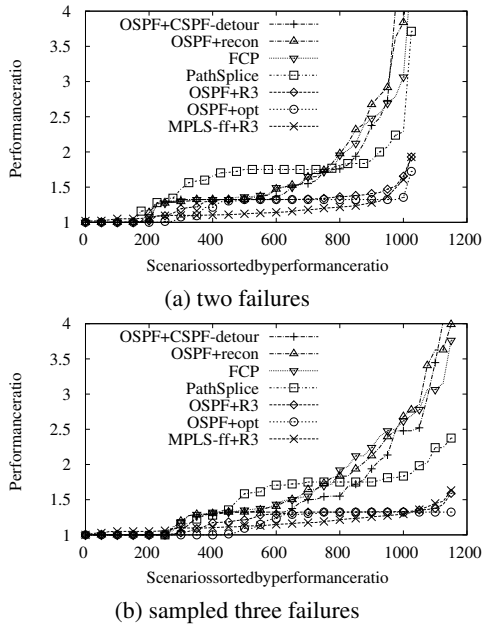 4
3.5
3
2.5
2
1.5
1
Performanceratio
OSPF+CSPF-detour
OSPF+recon
FCP
PathSplice
OSPF+R3
OSPF+opt
MPLS-ff+R3
0 200 400 600 800 1000 1200
Scenariossortedbyperformanceratio
(a) two failures
4
3.5
3
2.5
2
1.5
1
Performanceratio
OSPF+CSPF-detour
OSPF+recon
FCP
PathSplice
OSPF+R3
OSPF+opt
MPLS-ff+R3
0 200 400 600 800 1000 1200
Scenariossortedbyperformanceratio
(b) sampled three failures